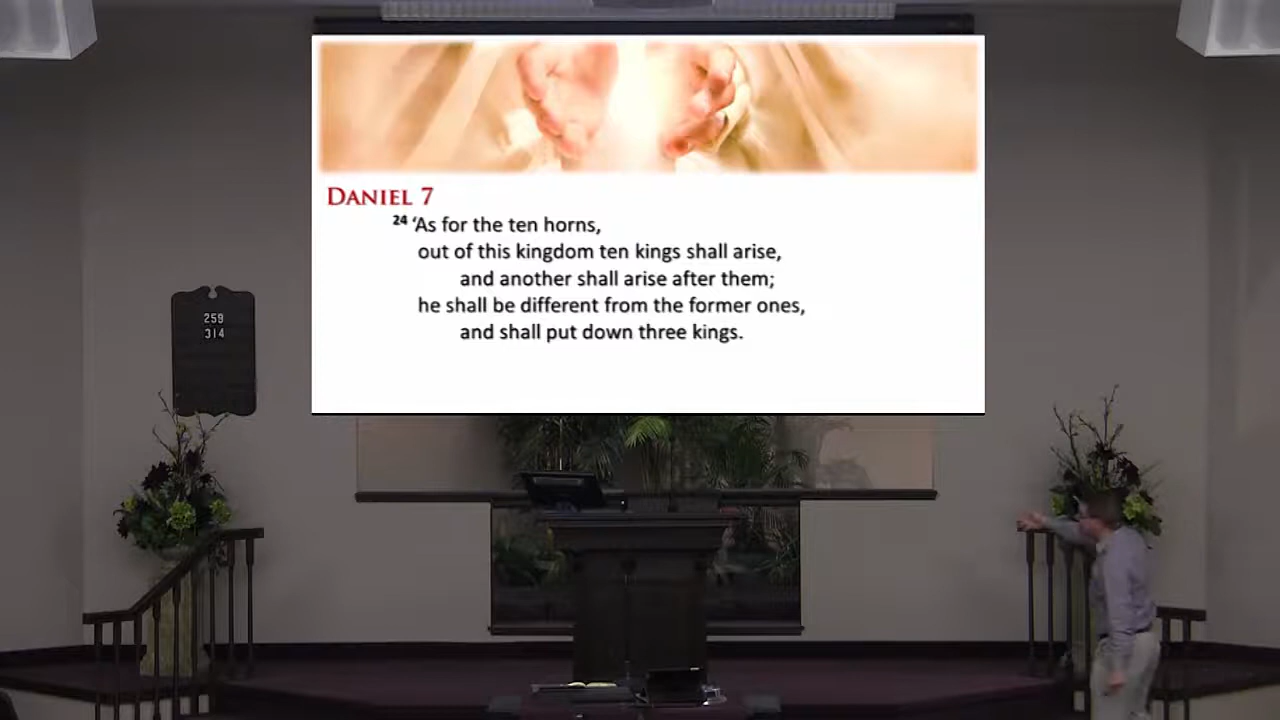 DANIEL 7
24 ‘As for the ten horns,
out of this kingdom ten kings shall arise,
and another shall arise after them;
he shall be different from the former ones,
and shall put down three kings.
259
314